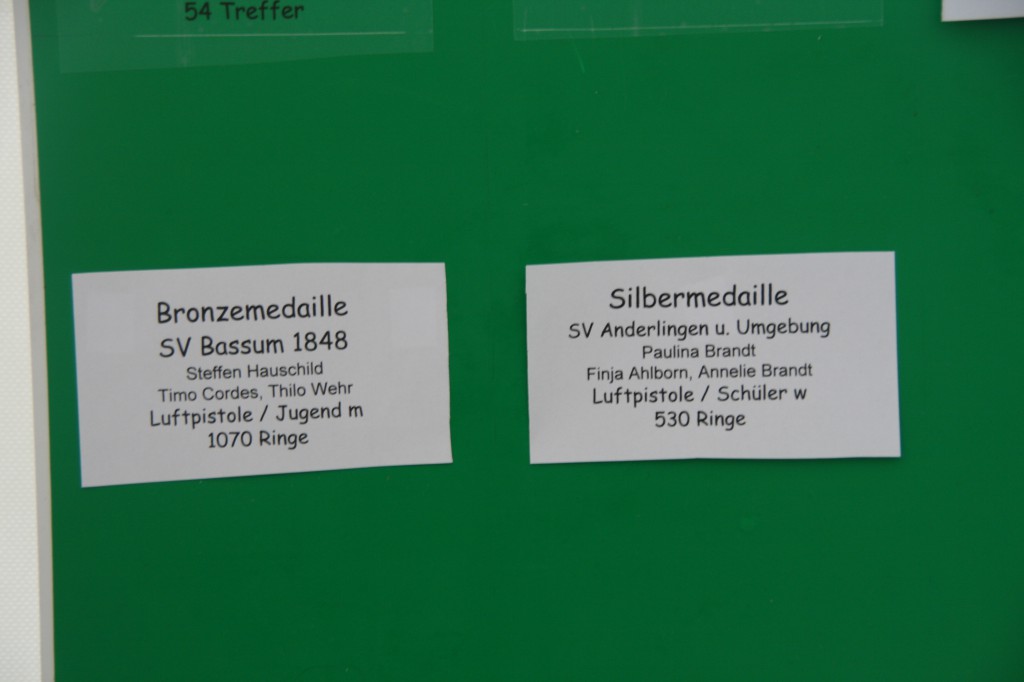 54 Treffer
Bronzemedaille
SV Bassum 1848
Steffen Hauschild
Timo Cordes, Thilo Wehr
Luftpistole / Jugend m
1070 Ringe
Silbermedaille
SV Anderlingen u. Umgebung
Paulina Brandt
Finja Ahlborn, Annelie Brandt
Luftpistole / Schüler w
530 Ringe